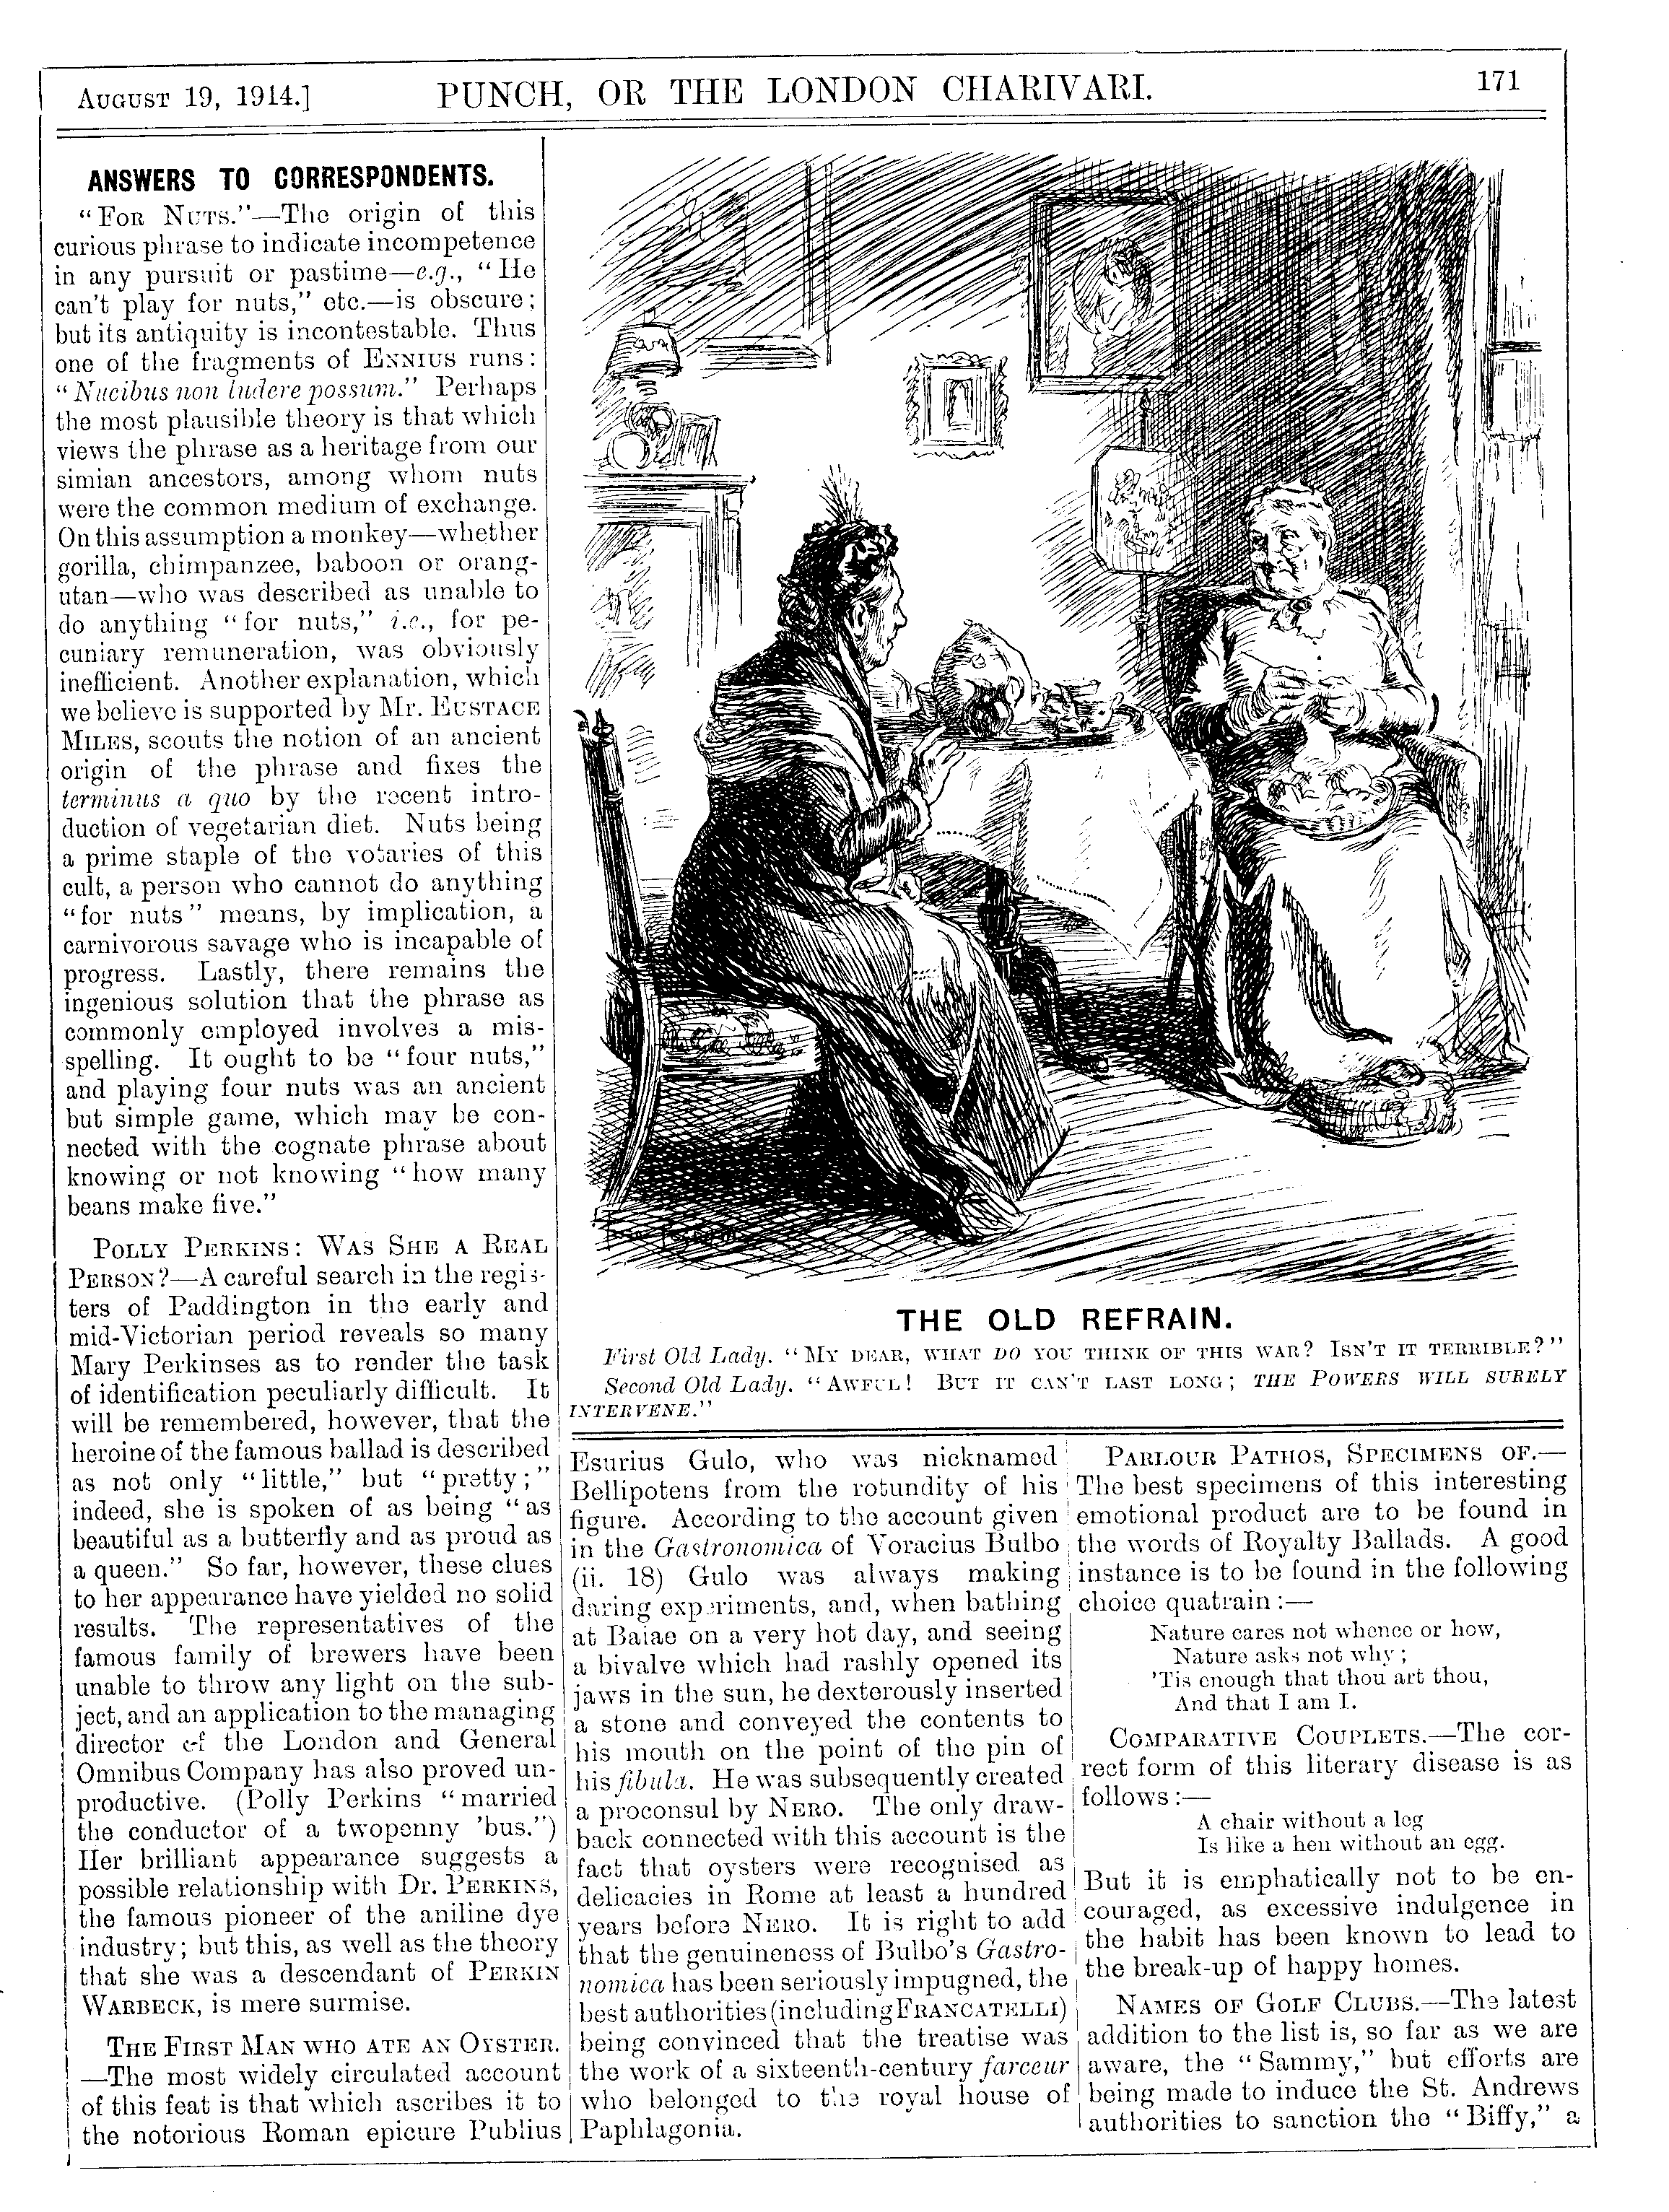 August 19, 1914.] PUNCH, OR THE LONDON CHARIVARI. 171
ANSWERS TO CORRESPONDENTS.
"For Nuts."—The origin of this
curious phrase to indicate incompetence
in any pursuit or pastime—e.g., "He
can't play for nuts," etc.—is obscure;
but its antiquity is incontestable. Thus
one of the fragments of Ennius runs:
"Nucibus non ludere possum." Perhaps
the most plausible theory is that which
views the phrase as a heritage from our
simian ancestors, among whom nuts
were the common medium of exchange.
On this assumption a monkey—whether
gorilla, chimpanzee, baboon or orang-
utan—who was described as unable to
do anything "for nuts," i.e., for pe-
cuniary remuneration, was obviously
inefficient. Another explanation, which
we believe is supported by Mr. Eustace
Miles, scouts the notion of an ancient
origin of the phrase and fixes the
terminus a quo by the recent intro-
duction of vegetarian diet. Nuts being
a prime staple of the votaries of this
cult, a person who cannot do anything
"for nuts" means, by implication, a
carnivorous savage who is incapable of
progress. Lastly, there remains the
ingenious solution that the phrase as
commonly employed involves a mis-
spelling. It ought to be "four nuts,"
and playing four nuts was an ancient
but simple game, which may be con-
nected with the cognate phrase about
knowing or not knowing "how many
beans make five."
Polly Perkins: Was She a Real
Person?—A careful search in the regis-
ters of Paddington in the early and
mid-Victorian period reveals so many
Mary Perkinses as to render the task
of identification peculiarly difficult. It
will be remembered, however, that the
heroine of the famous ballad is described
as not only "little," but "pretty;"
indeed, she is spoken of as being "as
beautiful as a butterfly and as proud as
a queen." So far, however, these clues
to her appearance have yielded no solid
results. The representatives of the
famous family of brewers have been
unable to throw any light on the sub-
ject, and an application to the managing
director of the London and General
Omnibus Company has also proved un-
productive. (Polly Perkins "married
the conductor of a twopenny 'bus.")
Her brilliant appearance suggests a
possible relationship with Dr. Perkins,
the famous pioneer of the aniline dye
industry; but this, as well as the theory
that she was a descendant of Perkin
Warbeck, is mere surmise.
The First Man who ate an Oyster.
—The most widely circulated account
of this feat is that which ascribes it to
the notorious Roman epicure Publius
THE OLD REFRAIN.
First Old Lady. "My dear, what do you think of this war? Isn't it terrible?"
Second Old Lady. "Awful! But it can't last long; the Powers will surely
intervene."
Esurius Gulo, who was nicknamed
Bellipotens from the rotundity of his
figure. According to the account given
in the Gastronomica of Voracius Bulbo
(ii. 18) Gulo was always making
daring experiments, and, when bathing
at Baiae on a very hot day, and seeing
a bivalve which had rashly opened its
jaws in the sun, he dexterously inserted
a stone and conveyed the contents to
his mouth on the point of the pin of
his fibula. He was subsequently created
a proconsul by Nero. The only draw-
back connected with this account is the
fact that oysters were recognised as
delicacies in Rome at least a hundred
years before Nero. It is right to add
that the genuineness of Bulbo's Gastro-
nomica has been seriously impugned, the
best authorities (including Francatelli)
being convinced that the treatise was
the work of a sixteenth-century farceur
who belonged to the royal house of
Paphlagonia.
Parlour Pathos, Specimens of.—
The best specimens of this interesting
emotional product are to be found in
the words of Royalty Ballads. A good
instance is to be found in the following
choice quatrain:—
Nature cares not whence or how,
Nature asks not why;
'Tis enough that thou art thou,
And that I am I.
Comparative Couplets.—The cor-
rect form of this literary disease is as
follows:—
A chair without a leg
Is like a hen without an egg.
But it is emphatically not to be en-
couraged, as excessive indulgence in
the habit has been known to lead to
the break-up of happy homes.
Names of Golf Clubs.—The latest
addition to the list is, so far as we are
aware, the "Sammy," but efforts are
being made to induce the St. Andrews
authorities to sanction the "Biffy," a